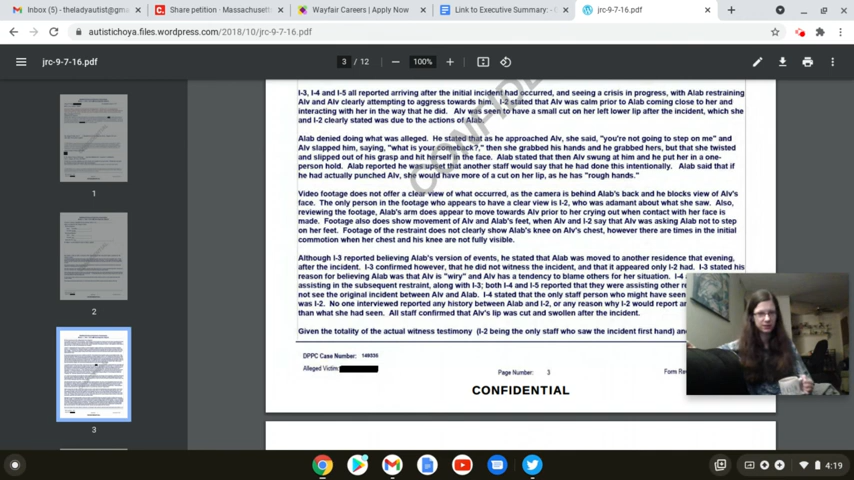 Inbox (6) - theladyautist@gma
Share petition · Massachusett
Wayfair Careers | Apply Now
Link to Executive Summary: -
jrc-9-7-16.pdf
autistichoya.files.wordpress.com/2018/10/jrc-9-7-16.pdf
jrc-9-7-16.pdf
3 / 12
100%
1
2
3
I-3, I-4 and I-5 all reported arriving after the initial incident had occurred, and seeing a crisis in progress, with Alab restraining
Alv and Alv clearly attempting to aggress towards him. I-2 stated that Alv was calm prior to Alab coming close to her and
interacting with her in the way that he did. Alv was seen to have a small cut on her left lower lip after the incident, which she
and I-2 clearly stated was due to the actions of Alab.
Alab denied doing what was alleged. He stated that as he approached Alv, she said, "you're not going to step on me" and
Alv slapped him, saying, "what is your comeback?," then she grabbed his hands and he grabbed hers, but that she twisted
and slipped out of his grasp and hit herself in the face. Alab stated that then Alv swung at him and he put her in a one-
person hold. Alab reported he was upset that another staff would say that he had done this intentionally. Alab said that if
he had actually punched Alv, she would have more of a cut on her lip, as he has "rough hands."
Video footage does not offer a clear view of what occurred, as the camera is behind Alab's back and he blocks view of Alv's
face. The only person in the footage who appears to have a clear view is I-2, who was adamant about what she saw. Also,
reviewing the footage, Alab's arm does appear to move towards Alv prior to her crying out when contact with her face is
made. Footage also does show movement of Alv and Alab's feet, when Alv and I-2 say that Alv was asking Alab not to step
on her feet. Footage of the restraint does not clearly show Alab's knee on Alv's chest, however there are times in the initial
commotion when her chest and his knee are not fully visible.
Although I-3 reported believing Alab's version of events, he stated that Alab was moved to another residence that evening,
after the incident. I-3 confirmed however, that he did not witness the incident, and that it appeared only I-2 had. I-3 stated his
reason for believing Alab was that Alv is "wiry" and Alv has a tendency to blame others for her situation. I-4
assisting in the subsequent restraint, along with I-3; both I-4 and I-5 reported that they were assisting other re
not see the original incident between Alv and Alab. I-4 stated that the only staff person who might have seen
was I-2. No one interviewed reported any history between Alab and I-2, or any reason why I-2 would report an
than what she had seen. All staff confirmed that Alv's lip was cut and swollen after the incident.
Given the totality of the actual witness testimony (I-2 being the only staff who saw the incident first hand) and
DPPC Case Number: 149036
Alleged Victim:
Page Number: 3
Form Rev
CONFIDENTIAL
4:19